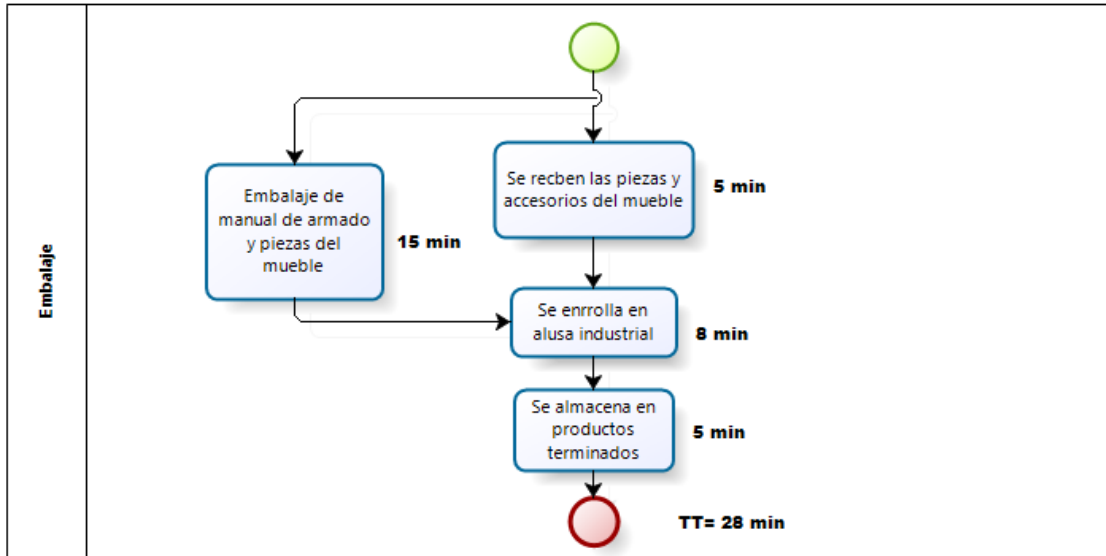 Embalaje
Se recben las piezas y
accesorios del mueble
5 min
Embalaje de
manual de armado
y piezas del
mueble
15 min
Se enrrolla en
alusa industrial
8 min
Se almacena en
productos
terminados
5 min
TT= 28 min